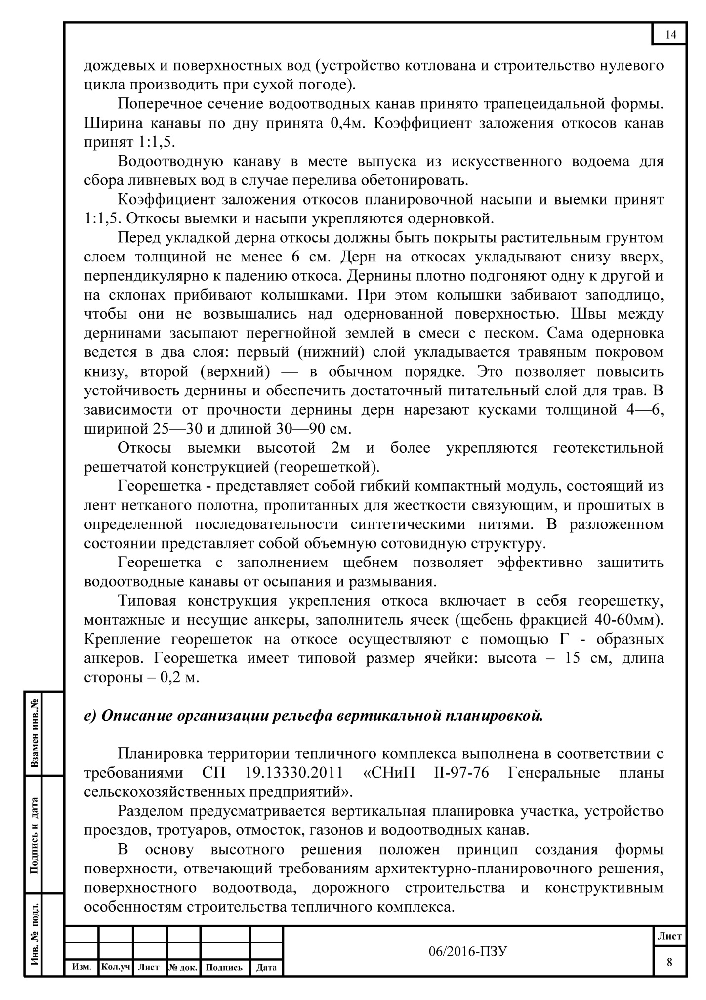 14
дождевых и поверхностных вод (устройство котлована и строительство нулевого
цикла производить при сухой погоде).
Поперечное сечение водоотводных канав принято трапецеидальной формы.
Ширина канавы по дну принята 0,4м. Коэффициент заложения откосов канав
принят 1:1,5.
Водоотводную канаву в месте выпуска из искусственного водоема для
сбора ливневых вод в случае перелива обетонировать.
Коэффициент заложения откосов планировочной насыпи и выемки принят
1:1,5. Откосы выемки и насыпи укрепляются одерновкой.
Перед укладкой дерна откосы должны быть покрыты растительным грунтом
слоем толщиной не менее 6 см. Дерн на откосах укладывают снизу вверх,
перпендикулярно к падению откоса. Дернины плотно подгоняют одну к другой и
на склонах прибивают колышками. При этом колышки забивают заподлицо,
чтобы они не возвышались над одернованной поверхностью. Швы между
дернинами засыпают перегнойной землей в смеси с песком. Сама одерновка
ведется в два слоя: первый (нижний) слой укладывается травяным покровом
книзу, второй (верхний) — в обычном порядке. Это позволяет повысить
устойчивость дернины и обеспечить достаточный питательный слой для трав. В
зависимости от прочности дернины дерн нарезают кусками толщиной 4—6,
шириной 25—30 и длиной 30—90 см.
Откосы выемки высотой 2м и более укрепляются геотекстильной
решетчатой конструкцией (георешеткой).
Георешетка - представляет собой гибкий компактный модуль, состоящий из
лент нетканого полотна, пропитанных для жесткости связующим, и прошитых в
определенной последовательности синтетическими нитями. В разложенном
состоянии представляет собой объемную сотовидную структуру.
Георешетка с заполнением щебнем позволяет эффективно защитить
водоотводные канавы от осыпания и размывания.
Типовая конструкция укрепления откоса включает в себя георешетку,
монтажные и несущие анкеры, заполнитель ячеек (щебень фракцией 40-60мм).
Крепление георешеток на откосе осуществляют с помощью Г - образных
анкеров. Георешетка имеет типовой размер ячейки: высота – 15 см, длина
стороны – 0,2 м.
е) Описание организации рельефа вертикальной планировкой.
Планировка территории тепличного комплекса выполнена в соответствии с
требованиями СП 19.13330.2011 «СНиП II-97-76 Генеральные планы
сельскохозяйственных предприятий».
Разделом предусматривается вертикальная планировка участка, устройство
проездов, тротуаров, отмосток, газонов и водоотводных канав.
В основу высотного решения положен принцип создания формы
поверхности, отвечающий требованиям архитектурно-планировочного решения,
поверхностного водоотвода, дорожного строительства и конструктивным
особенностям строительства тепличного комплекса.
Взамен инв.№
Подпись и дата
Инв. № подл.
Изм. Кол.уч Лист № док. Подпись Дата
06/2016-ПЗУ
Лист
8